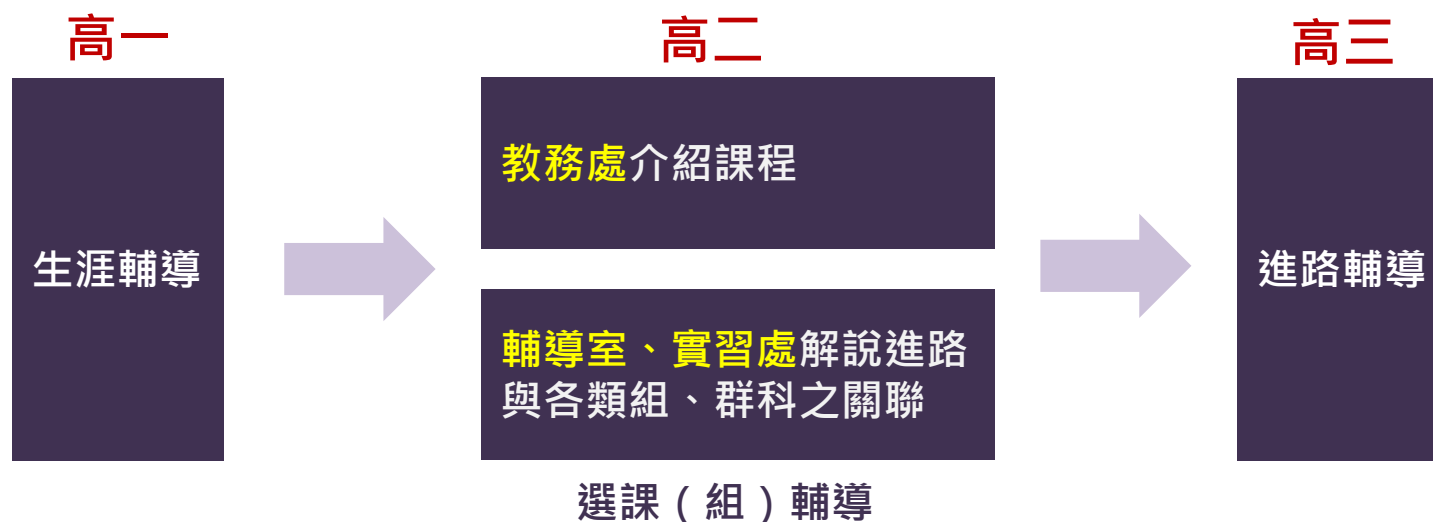 高一
高二
高三
生涯輔導
教務處介紹課程
輔導室、實習處解說進路
與各類組、群科之關聯
選課（組）輔導
進路輔導